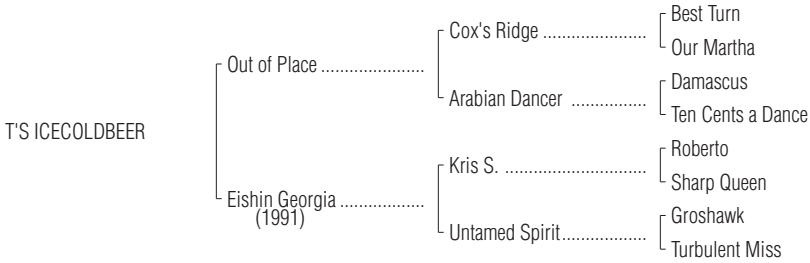 Best Turn
Cox's Ridge ......................
Our Martha
Out of Place ......................
Damascus
Arabian Dancer ................
Ten Cents a Dance
T'S ICECOLDBEER
Roberto
Kris S. ..............................
Sharp Queen
Eishin Georgia ..................
(1991)
Groshawk
Untamed Spirit..................
Turbulent Miss